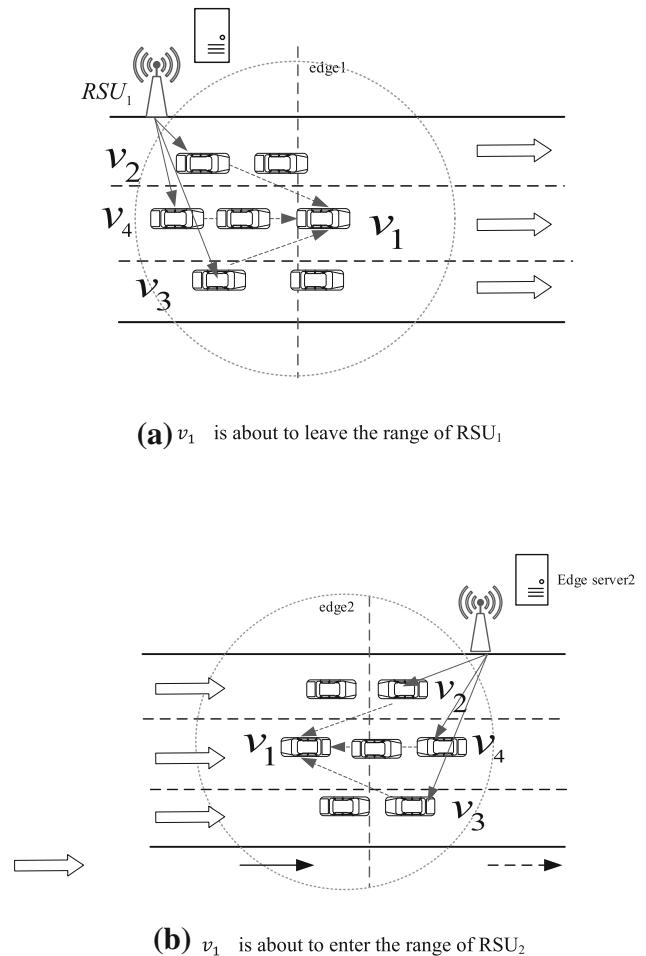 edge1
RSU₁
v₂
v₄
v₁
v₃
(a) v₁ is about to leave the range of RSU₁
Edge server2
edge2
v₂
v₁
v₄
v₃
(b) v₁ is about to enter the range of RSU₂